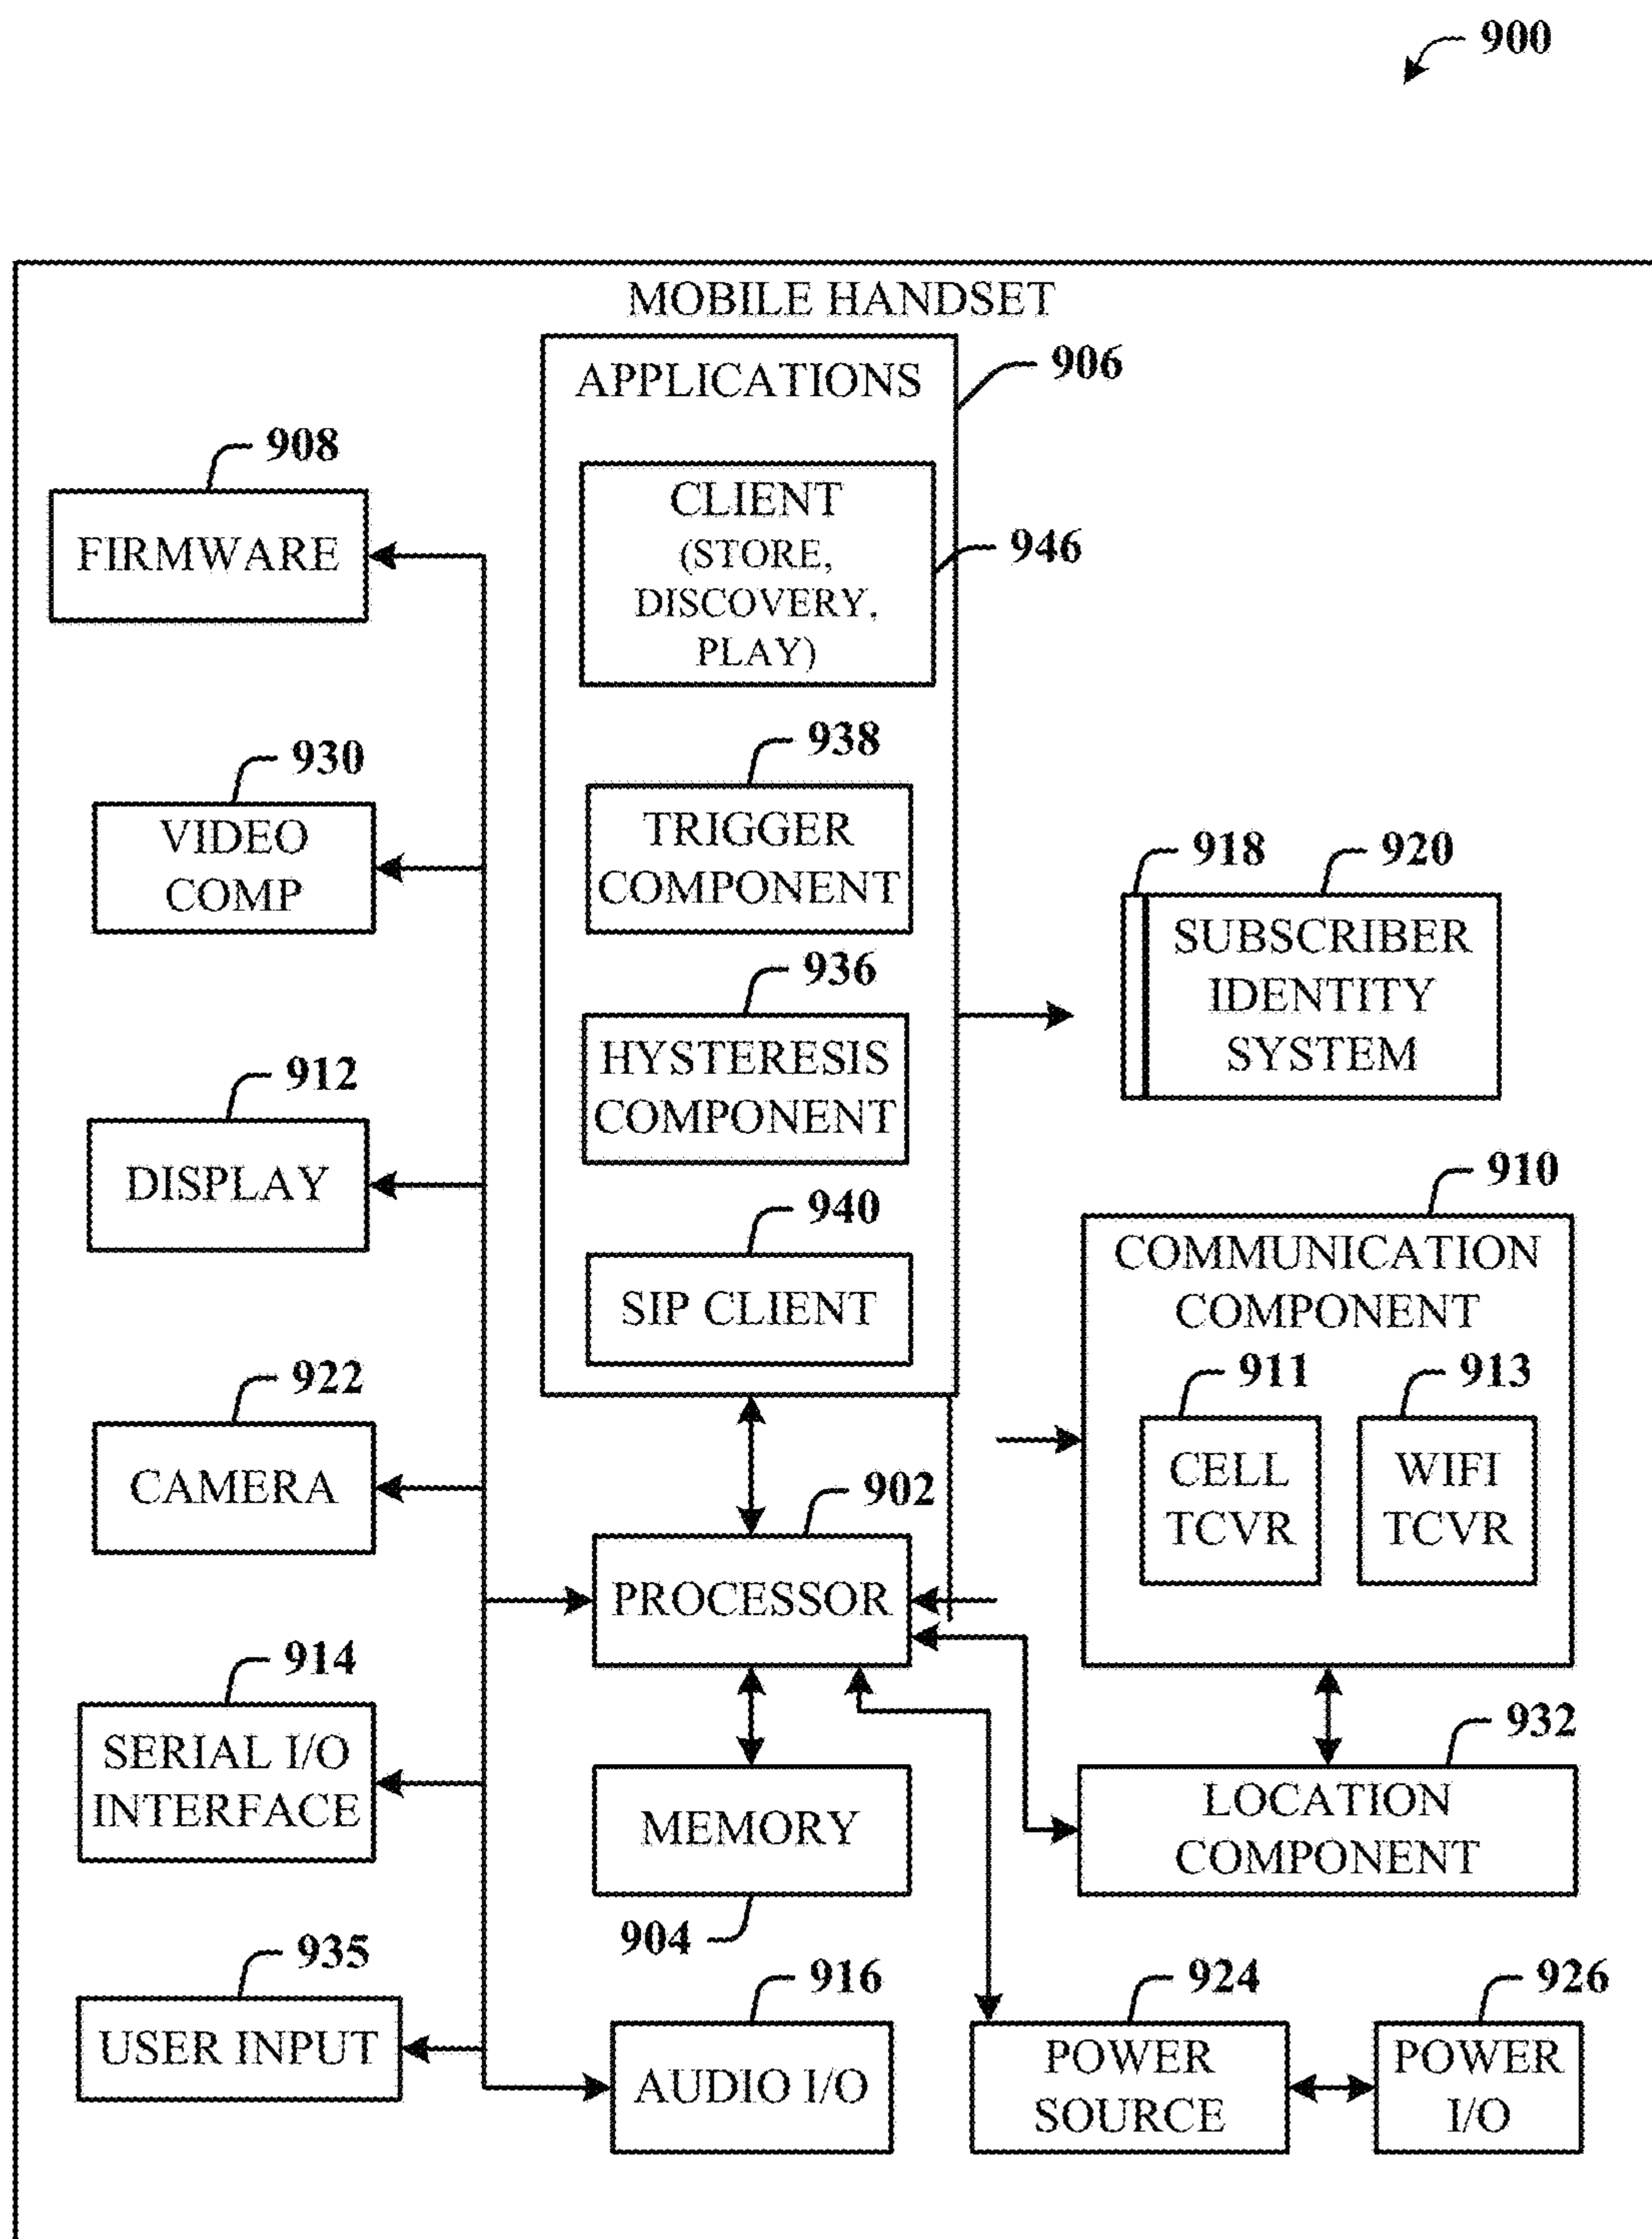 900
MOBILE HANDSET
APPLICATIONS
906
CLIENT
(STORE,
DISCOVERY,
PLAY)
946
908
FIRMWARE
938
TRIGGER
COMPONENT
930
VIDEO
COMP
918
920
SUBSCRIBER
IDENTITY
SYSTEM
936
HYSTERESIS
COMPONENT
912
DISPLAY
940
SIP CLIENT
910
COMMUNICATION
COMPONENT
911
CELL
TCVR
913
WIFI
TCVR
922
CAMERA
902
PROCESSOR
914
SERIAL I/O
INTERFACE
MEMORY
904
932
LOCATION
COMPONENT
935
USER INPUT
916
AUDIO I/O
924
POWER
SOURCE
926
POWER
I/O